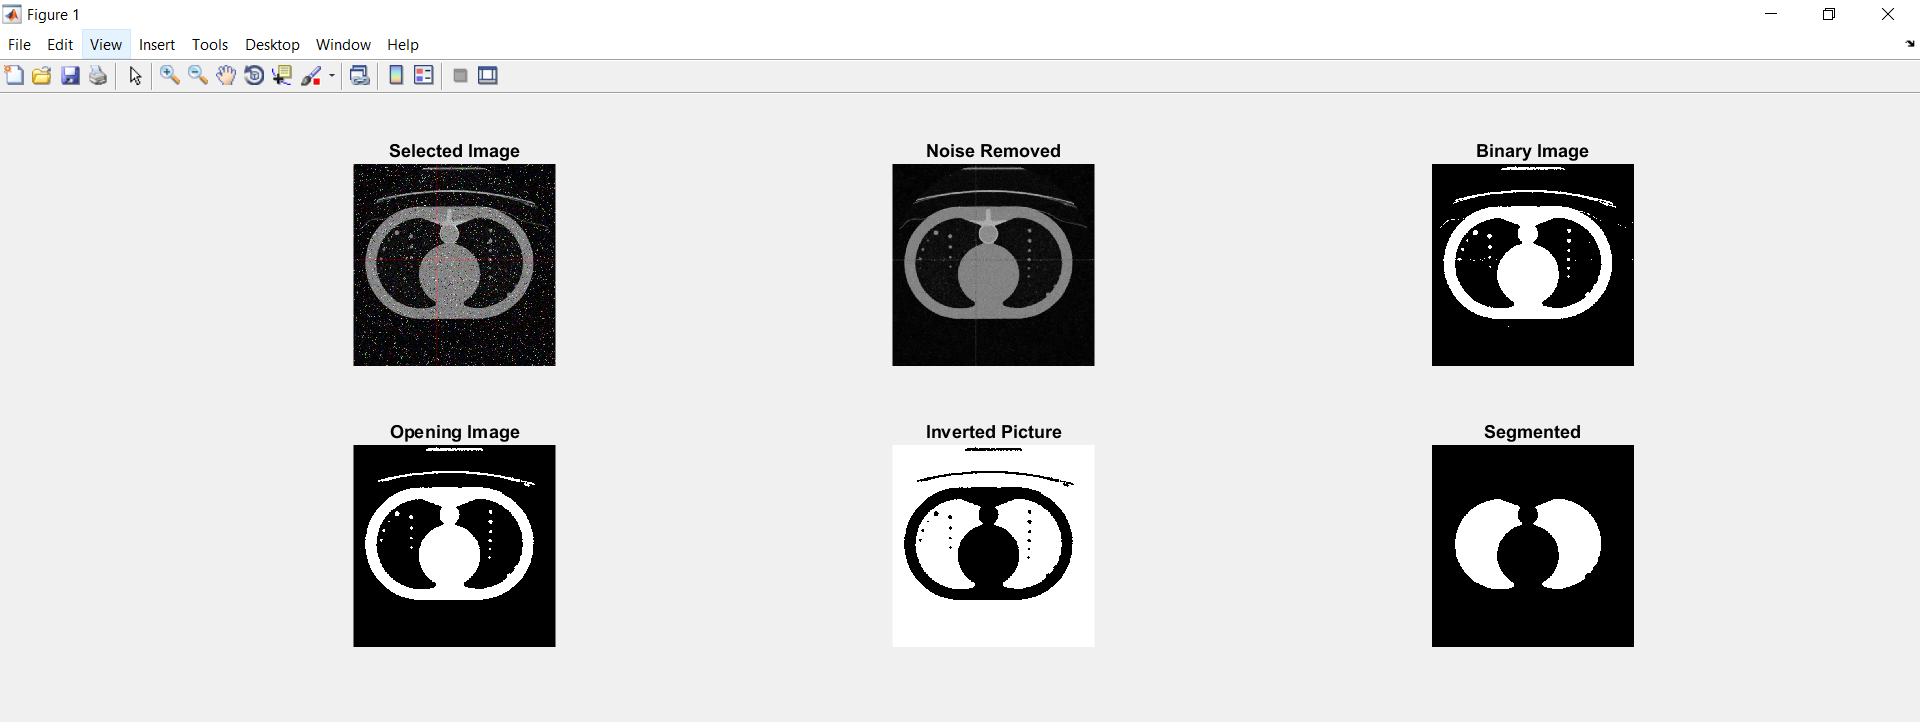 Figure 1
File Edit View Insert Tools Desktop Window Help
Selected Image
Noise Removed
Binary Image
Opening Image
Inverted Picture
Segmented